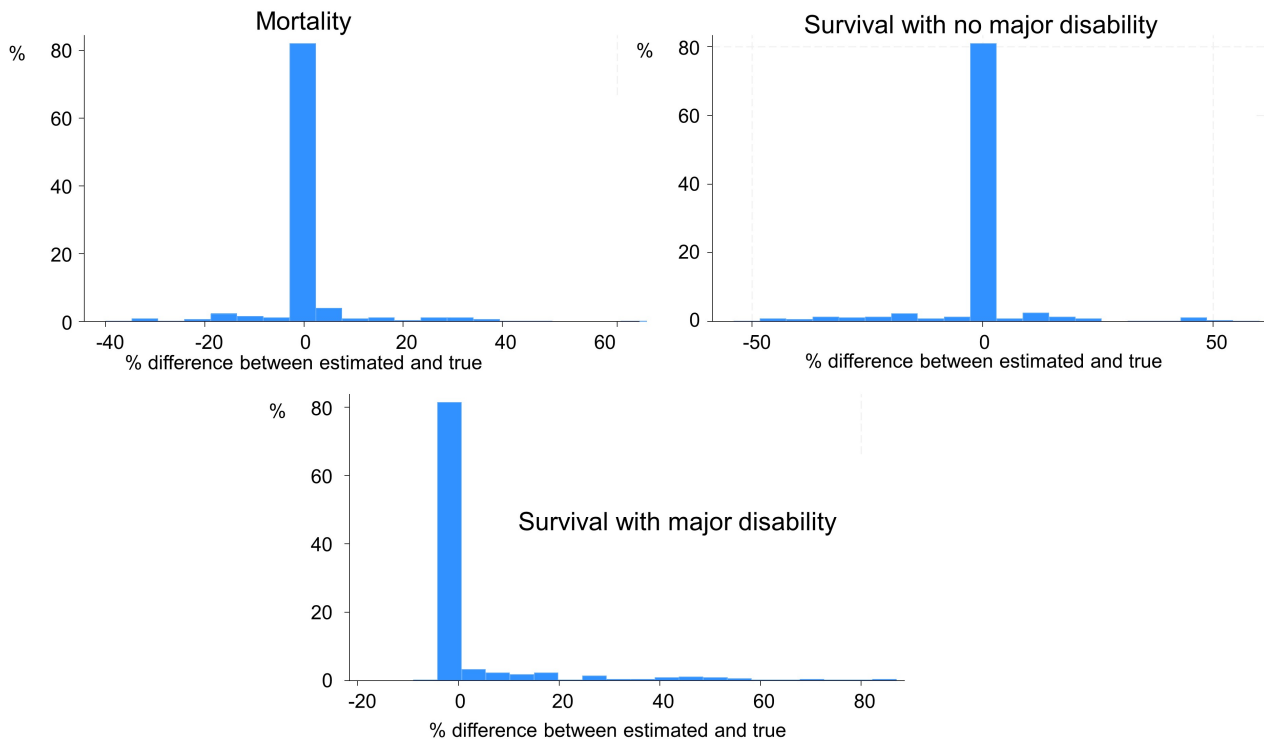 Mortality
%
80
60
40
20
0
-40 -20 0 20 40 60
% difference between estimated and true
Survival with no major disability
%
80
60
40
20
0
-50 0 50
% difference between estimated and true
%
80
60
40
20
0
Survival with major disability
-20 0 20 40 60 80
% difference between estimated and true